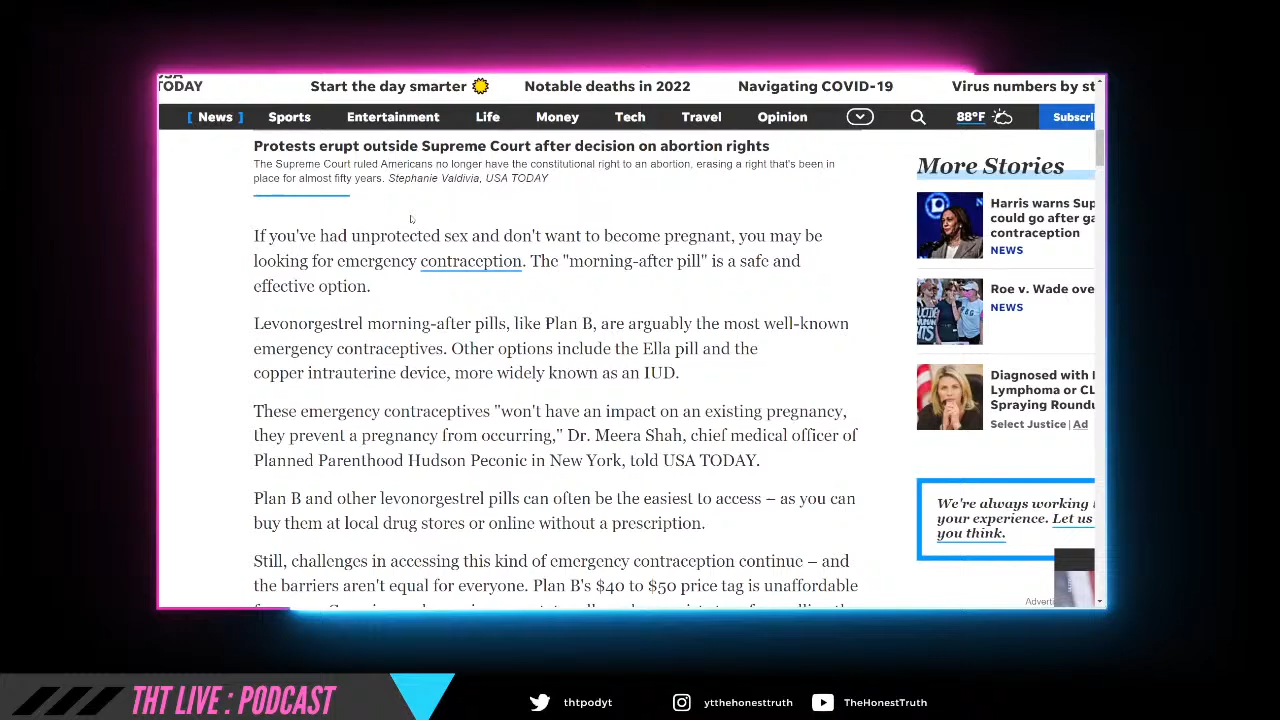 TODAY
Start the day smarter
Notable deaths in 2022
Navigating COVID-19
Virus numbers by st
[ News ]
Sports
Entertainment
Life
Money
Tech
Travel
Opinion
88°F
Subscri
Protests erupt outside Supreme Court after decision on abortion rights
The Supreme Court ruled Americans no longer have the constitutional right to an abortion, erasing a right that's been in
place for almost fifty years. Stephanie Valdivia, USA TODAY
If you've had unprotected sex and don't want to become pregnant, you may be
looking for emergency contraception. The "morning-after pill" is a safe and
effective option.
Levonorgestrel morning-after pills, like Plan B, are arguably the most well-known
emergency contraceptives. Other options include the Ella pill and the
copper intrauterine device, more widely known as an IUD.
These emergency contraceptives "won't have an impact on an existing pregnancy,
they prevent a pregnancy from occurring," Dr. Meera Shah, chief medical officer of
Planned Parenthood Hudson Peconic in New York, told USA TODAY.
Plan B and other levonorgestrel pills can often be the easiest to access – as you can
buy them at local drug stores or online without a prescription.
Still, challenges in accessing this kind of emergency contraception continue – and
the barriers aren't equal for everyone. Plan B's $40 to $50 price tag is unaffordable
More Stories
Harris warns Sup
could go after ga
contraception
NEWS
Roe v. Wade ove
NEWS
Diagnosed with
Lymphoma or CL
Spraying Roundu
Select Justice | Ad
We're always working
your experience. Let us
you think.
Adverti
THT LIVE : PODCAST
thtpodyt
ytthehonesttruth
TheHonestTruth